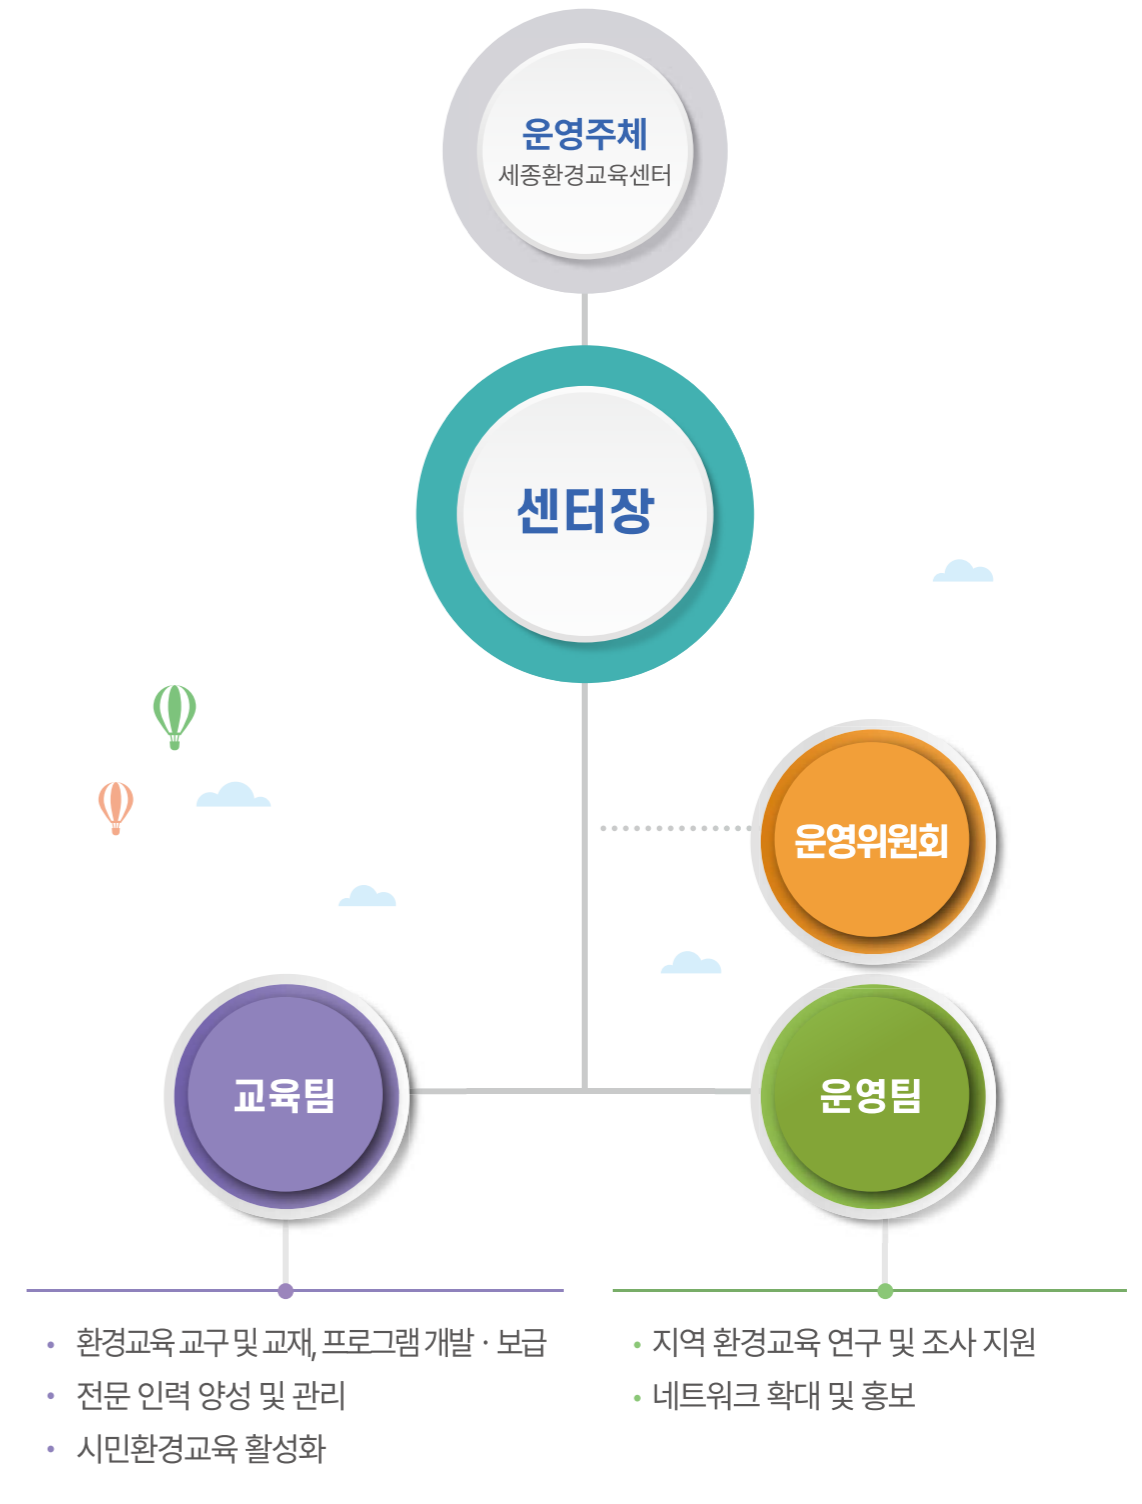 운영주체
세종환경교육센터
센터장
운영위원회
교육팀
운영팀
• 환경교육 교구 및 교재, 프로그램 개발 · 보급
• 전문 인력 양성 및 관리
• 시민환경교육 활성화
• 지역 환경교육 연구 및 조사 지원
• 네트워크 확대 및 홍보